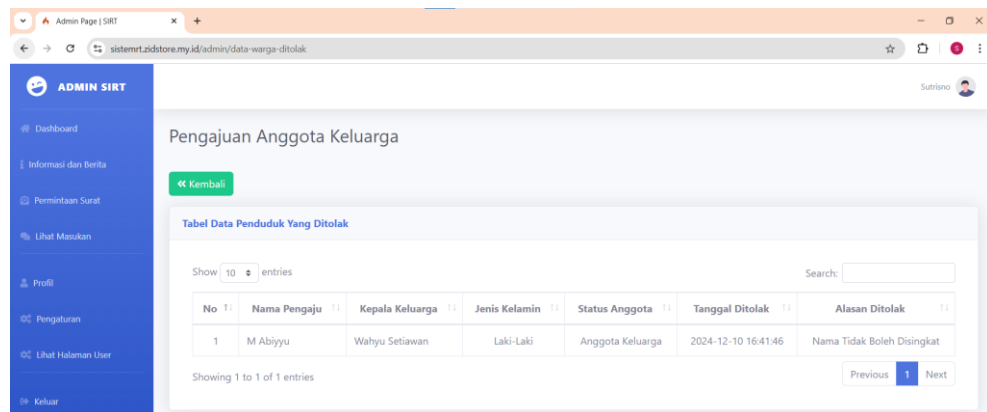 Admin Page | SIRT
sistemrt.zidstore.my.id/admin/data-warga-ditolak
S
ADMIN SIRT
Sutrisno
Dashboard
Informasi dan Berita
Permintaan Surat
Lihat Masukan
Profil
Pengaturan
Lihat Halaman User
Keluar
Pengajuan Anggota Keluarga
Kembali
Tabel Data Penduduk Yang Ditolak
Show 10 entries
Search:
No Nama Pengaju Kepala Keluarga Jenis Kelamin Status Anggota Tanggal Ditolak Alasan Ditolak
1 M Abiyyu Wahyu Setiawan Laki-Laki Anggota Keluarga 2024-12-10 16:41:46 Nama Tidak Boleh Disingkat
Showing 1 to 1 of 1 entries
Previous 1 Next